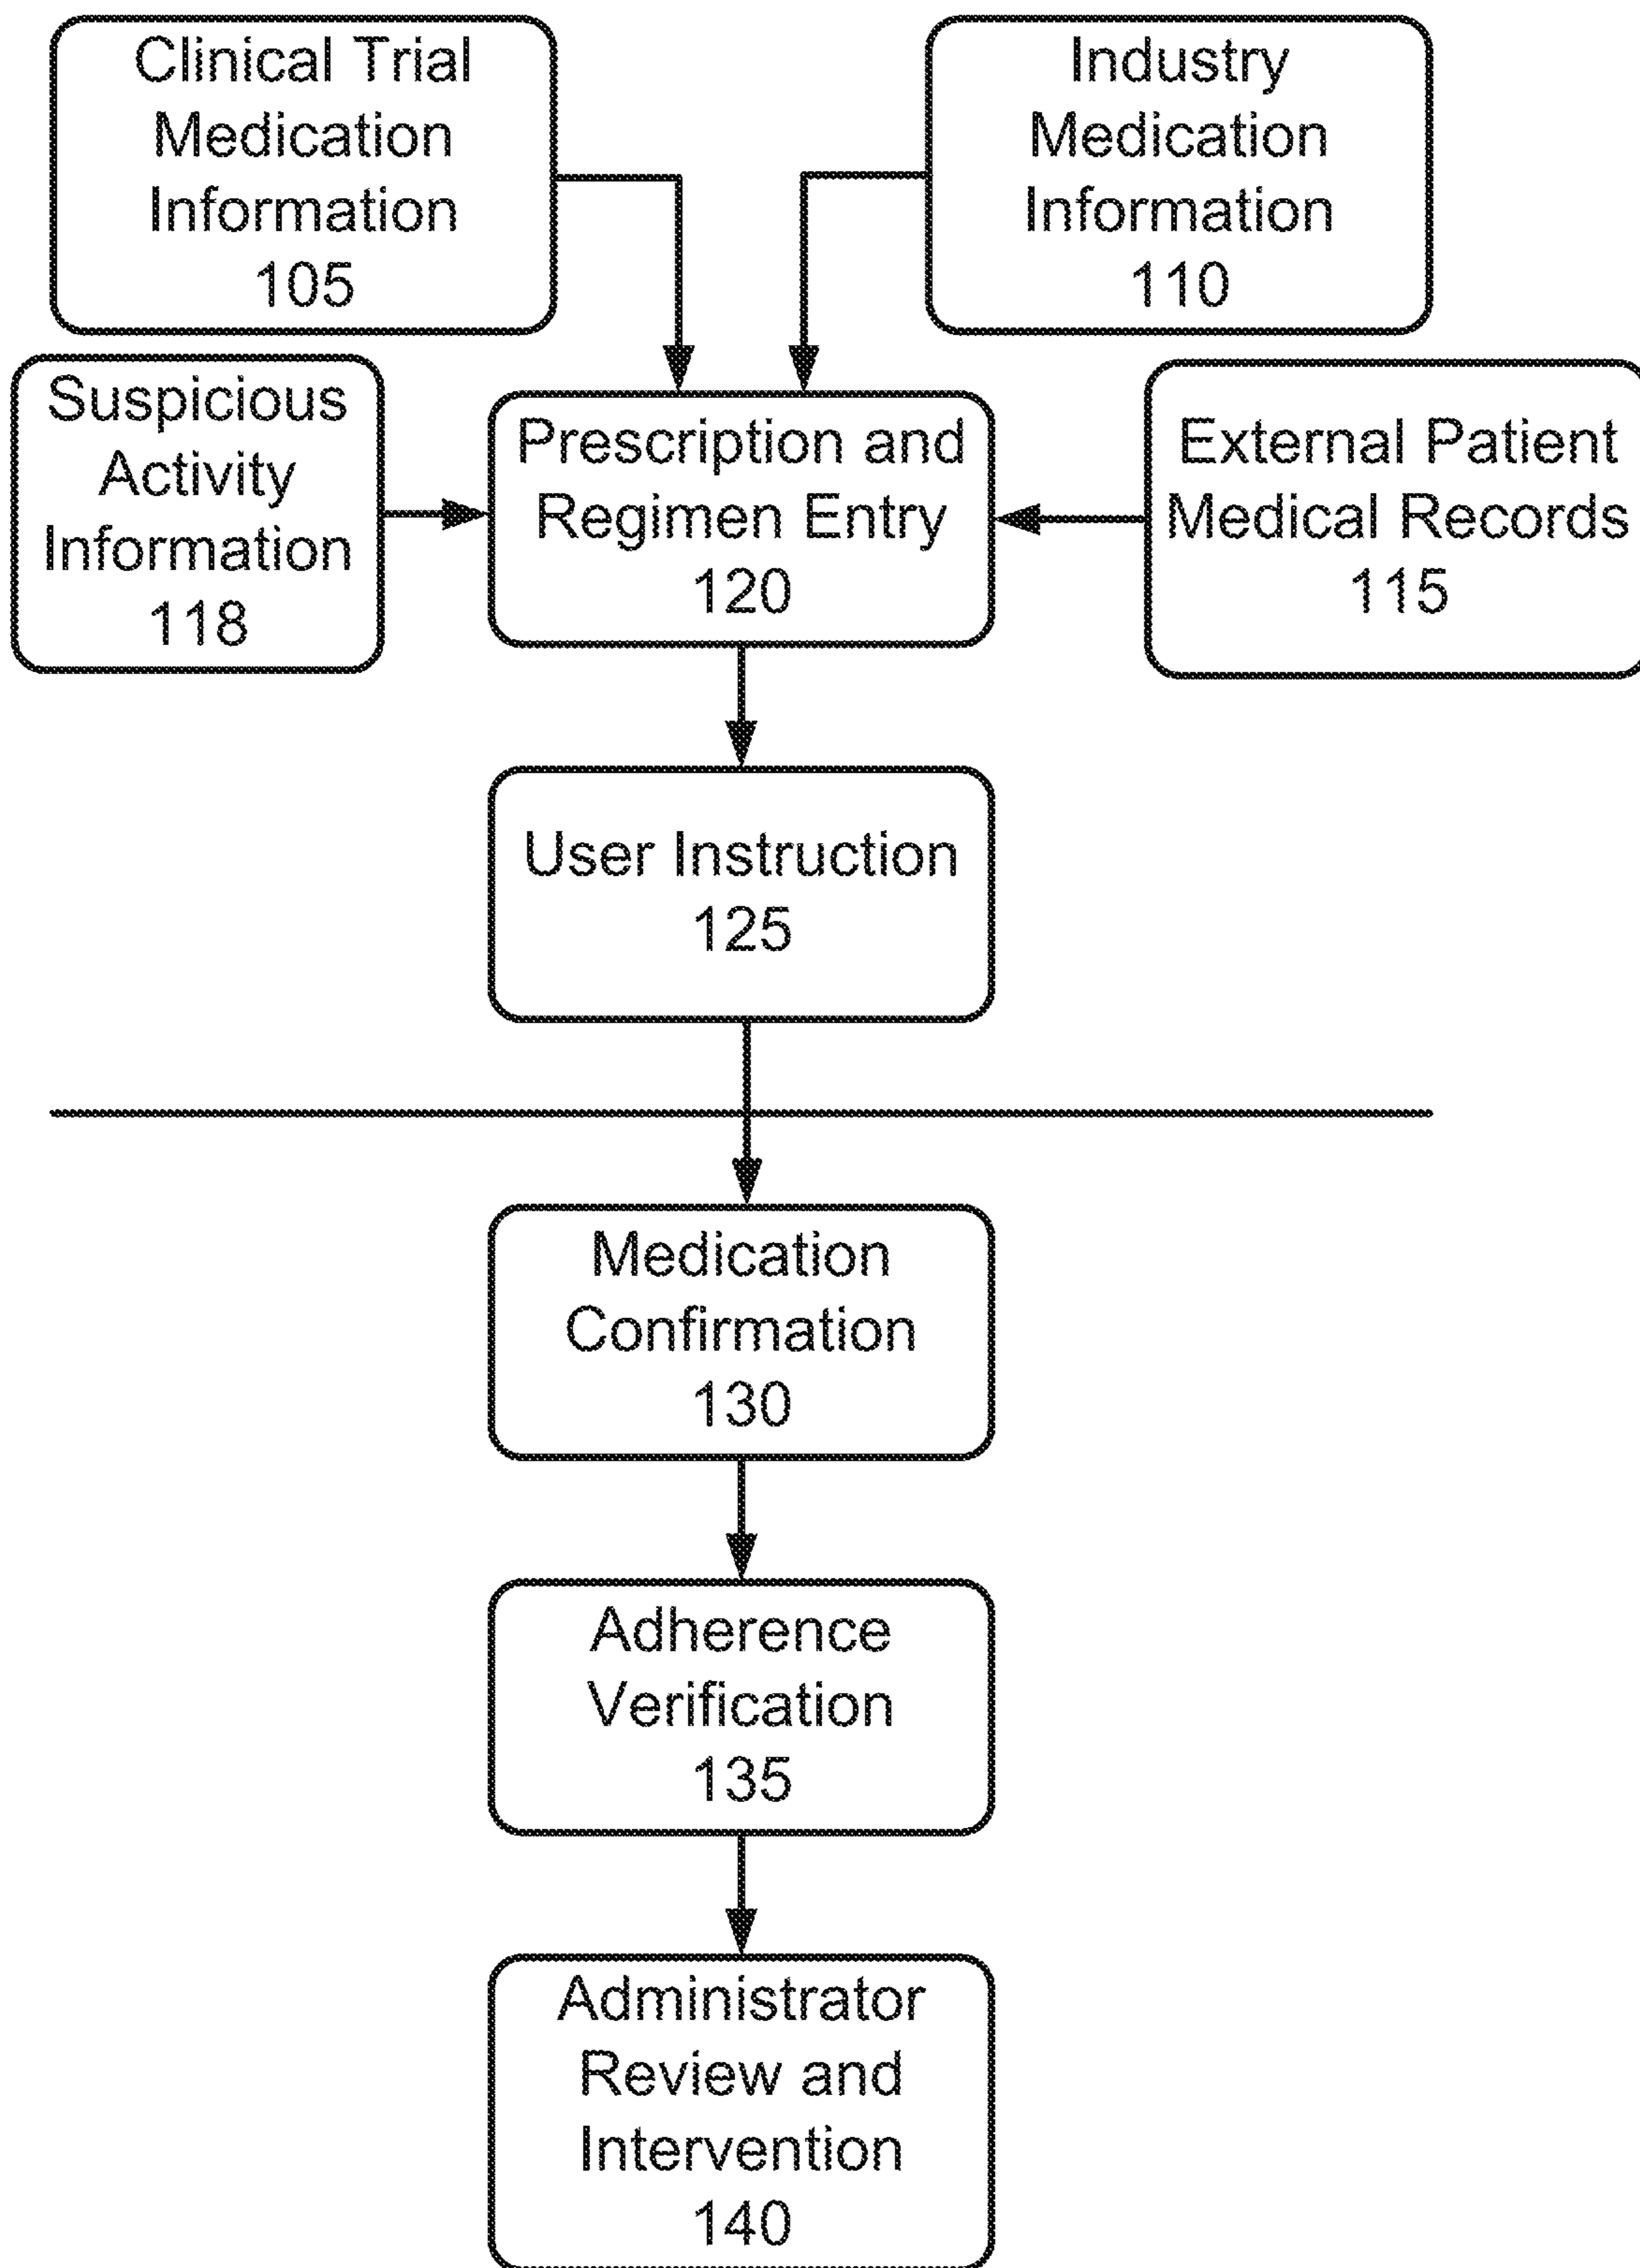 Clinical Trial
Medication
Information
105
Industry
Medication
Information
110
Suspicious
Activity
Information
118
Prescription and
Regimen Entry
120
External Patient
Medical Records
115
User Instruction
125
Medication
Confirmation
130
Adherence
Verification
135
Administrator
Review and
Intervention
140